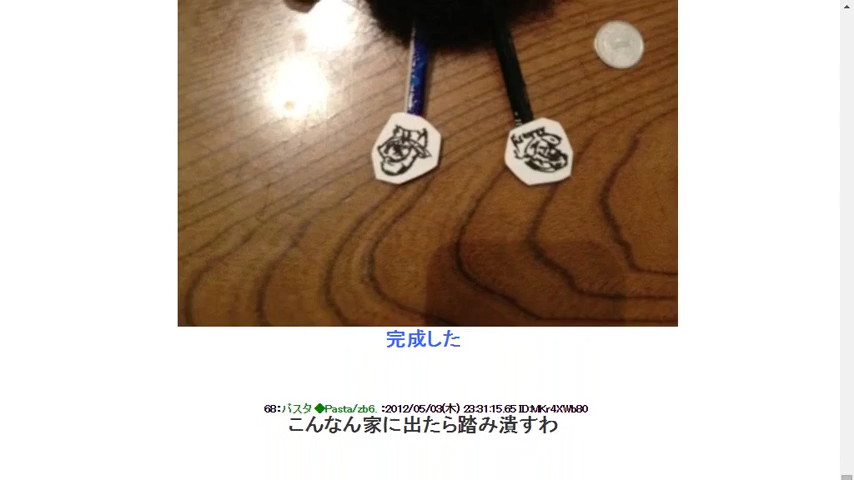 完成した
68：パスタ ◆Pasta/zb6. ：2012/05/03(木) 23:31:15.65 ID:MKr4XWb80
こんなん家に出たら踏み潰すわ